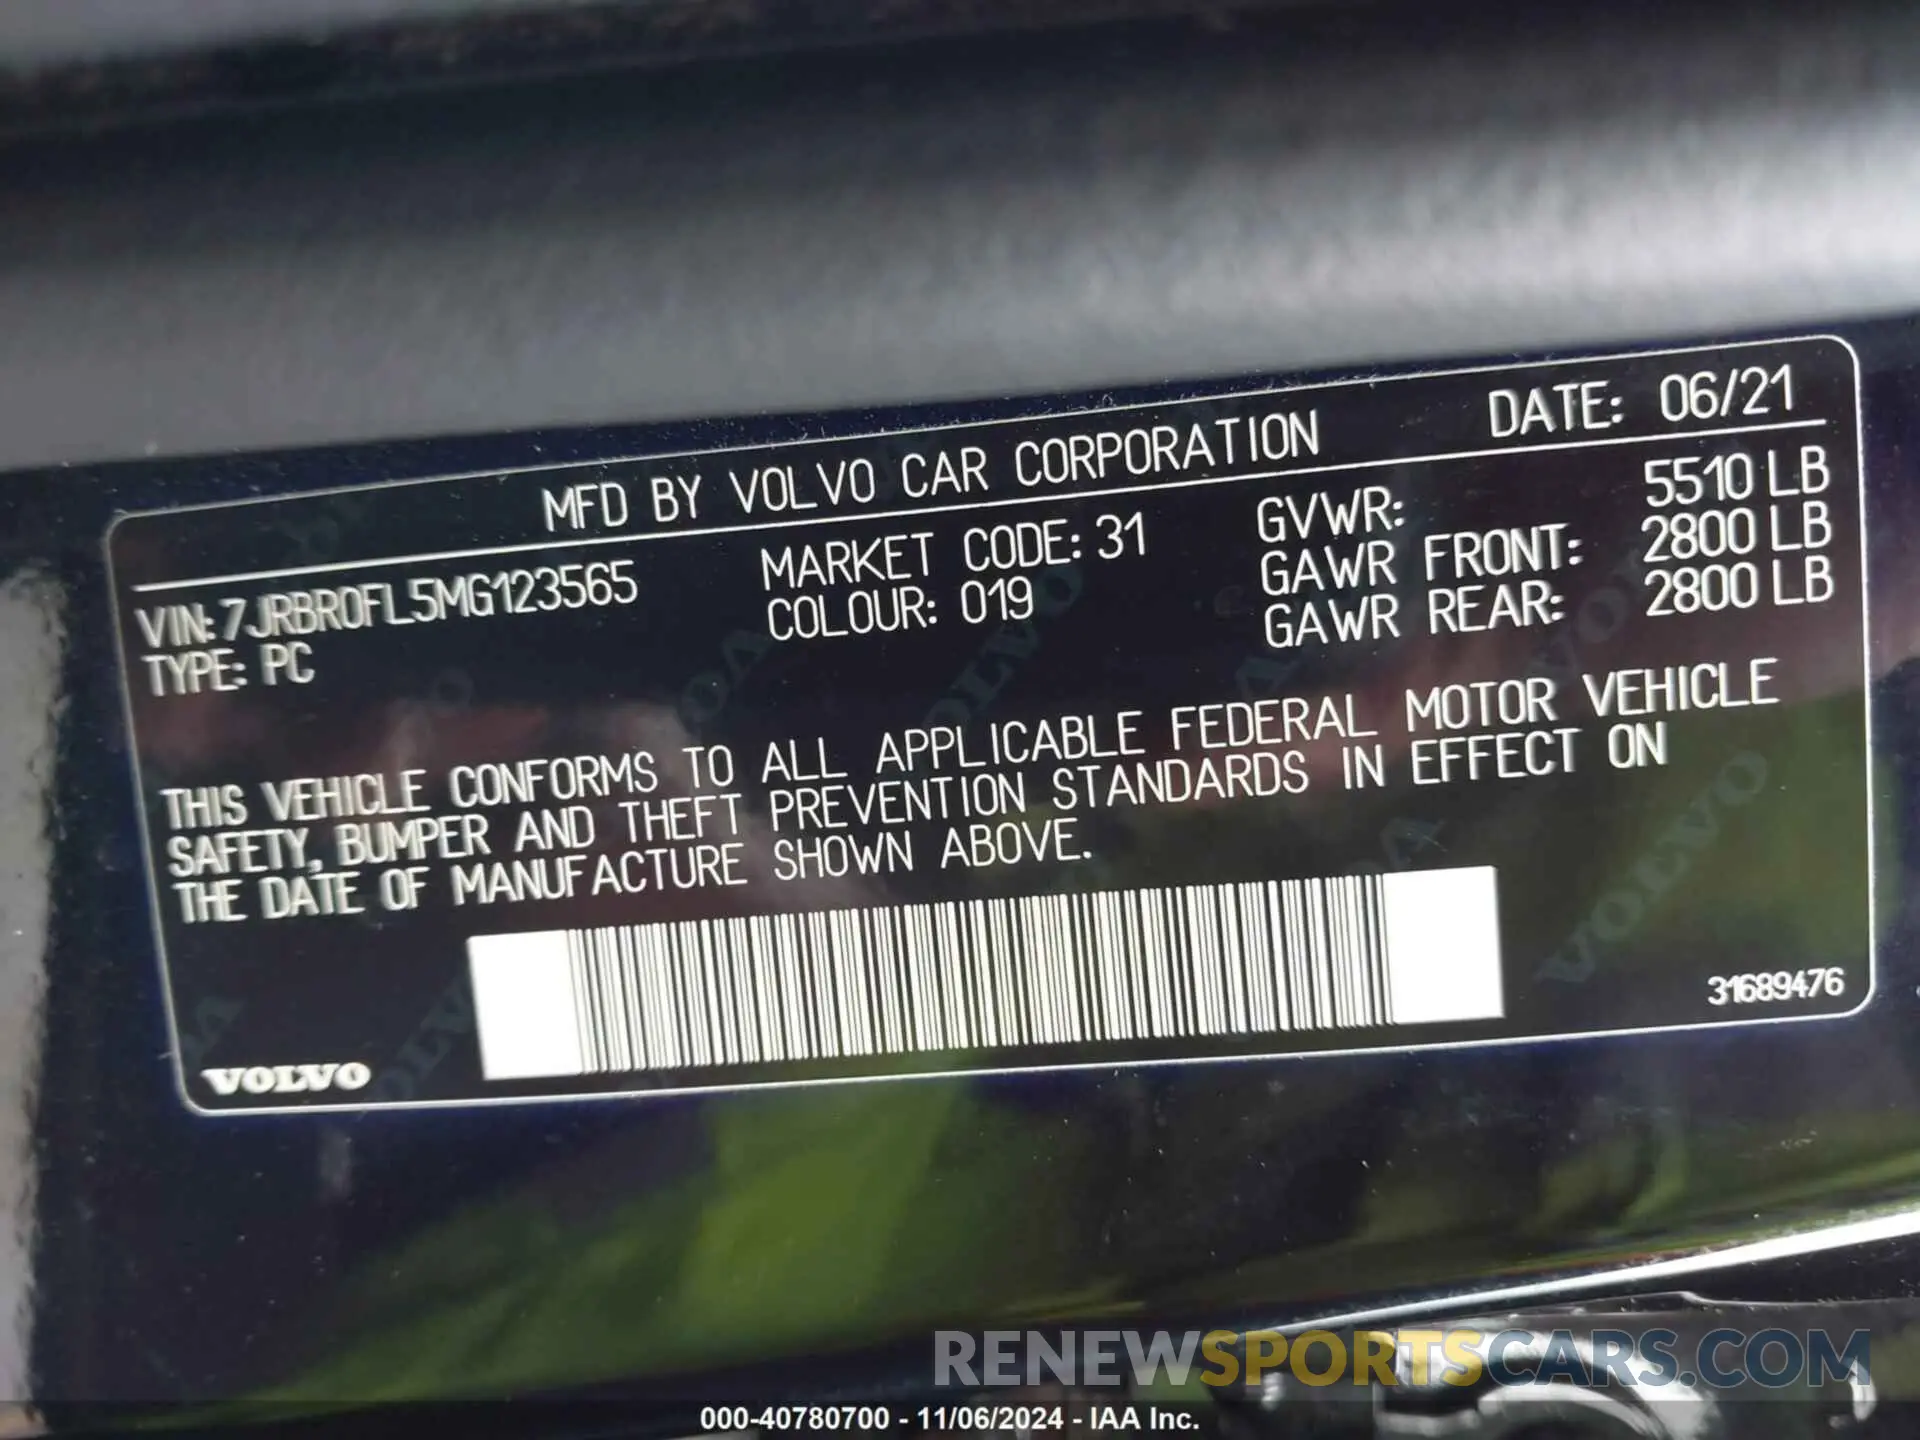 MFD BY VOLVO CAR CORPORATION DATE: 06/21
VIN: 7JRBR0FL5MG123565 MARKET CODE: 31 GVWR: 5510 LB
TYPE: PC COLOUR: 019 GAWR FRONT: 2800 LB
GAWR REAR: 2800 LB
THIS VEHICLE CONFORMS TO ALL APPLICABLE FEDERAL MOTOR VEHICLE
SAFETY, BUMPER AND THEFT PREVENTION STANDARDS IN EFFECT ON
THE DATE OF MANUFACTURE SHOWN ABOVE.
31689476
VOLVO
RENEWSPORTSCARS.COM
000-40780700 - 11/06/2024 - IAA Inc.